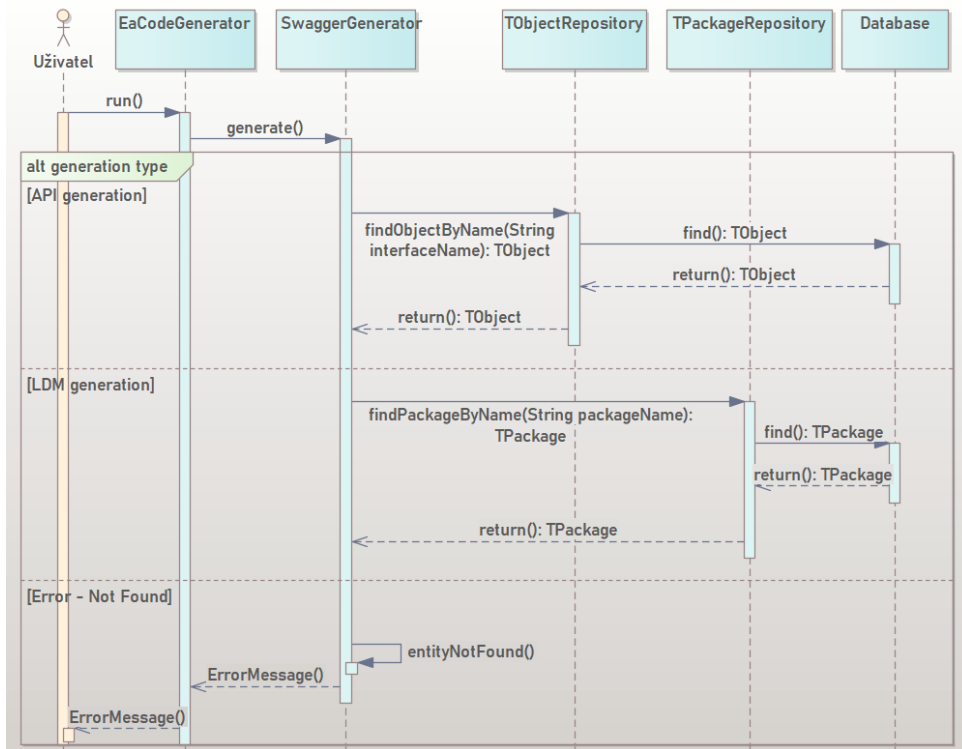 EaCodeGenerator
SwaggerGenerator
TObjectRepository
TPackageRepository
Database
Uživatel
run()
generate()
alt generation type
[API generation]
findObjectByName(String
interfaceName): TObject
find(): TObject
return(): TObject
return(): TObject
[LDM generation]
findPackageByName(String packageName):
TPackage
find(): TPackage
return(): TPackage
return(): TPackage
[Error - Not Found]
entityNotFound()
ErrorMessage()
ErrorMessage()